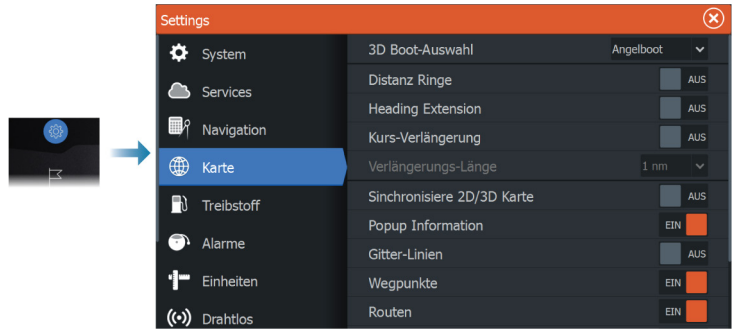 Settings
System
Services
Navigation
Karte
Treibstoff
Alarme
Einheiten
Drahtlos
3D Boot-Auswahl Angelboot
Distanz Ringe AUS
Heading Extension AUS
Kurs-Verlängerung AUS
Verlängerungs-Länge 1 nm
Sinchronisiere 2D/3D Karte AUS
Popup Information EIN
Gitter-Linien AUS
Wegpunkte EIN
Routen EIN